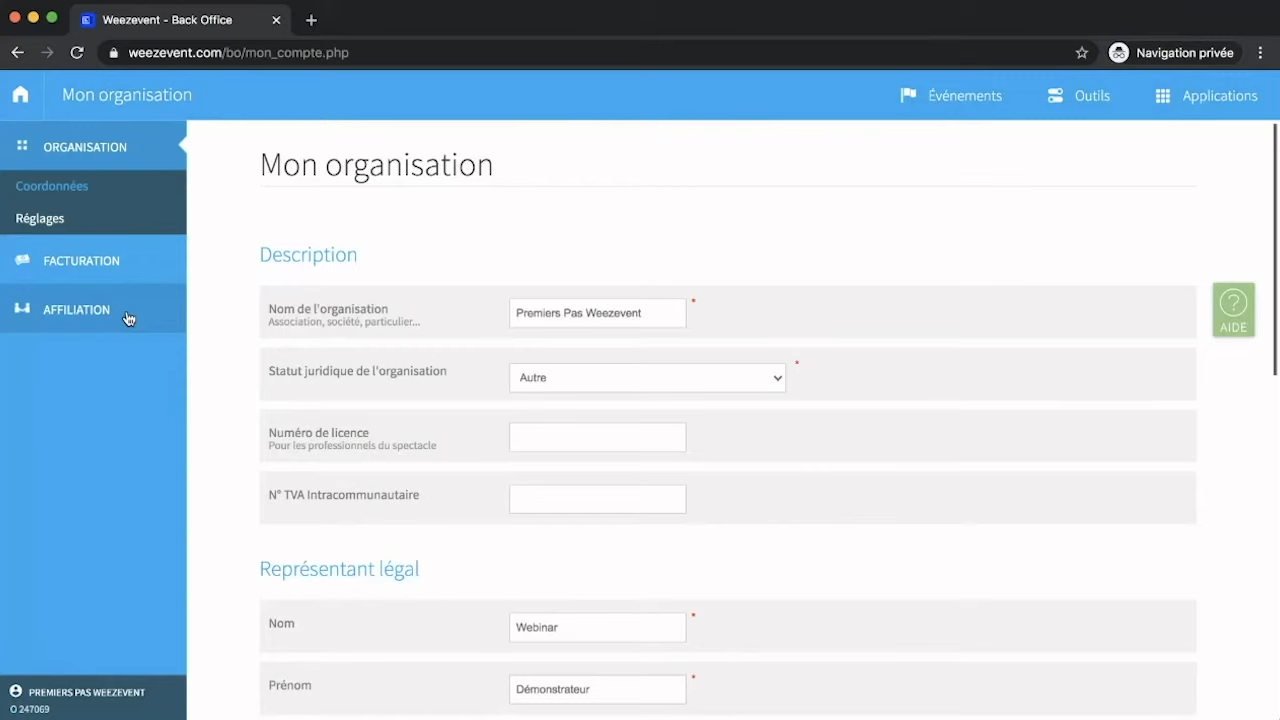 Weezevent - Back Office
weezevent.com/bo/mon_compte.php
Navigation privée
Mon organisation
Événements
Outils
Applications
ORGANISATION
Coordonnées
Réglages
FACTURATION
AFFILIATION
PREMIERS PAS WEEZEVENT
O 247069
Mon organisation
Description
Nom de l'organisation
Association, société, particulier...
Premiers Pas Weezevent *
Statut juridique de l'organisation
Autre *
Numéro de licence
Pour les professionnels du spectacle
N° TVA Intracommunautaire
Représentant légal
Nom
Webinar *
Prénom
Démonstrateur *
?
AIDE